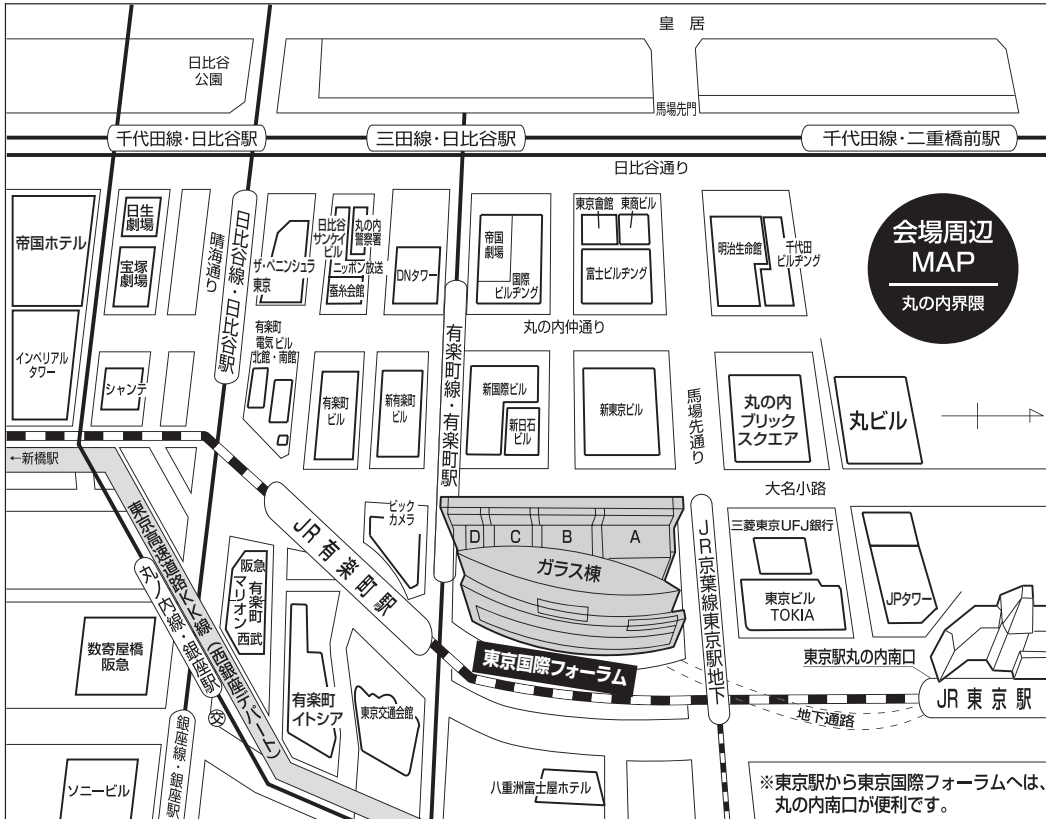 皇居
日比谷
公園
馬場先門
千代田線・日比谷駅
三田線・日比谷駅
千代田線・二重橋前駅
日比谷通り
会場周辺
MAP
丸の内界隈
帝国ホテル
日生
劇場
宝塚
劇場
晴海通り
日比谷線・日比谷駅
ザ・ペニンシュラ
東京
日比谷
サンケイ
ビル
丸の内
警察署
ニッポン放送
蚕糸会館
DNタワー
帝国
劇場
国際
ビルヂング
東京會館
東商ビル
富士ビルヂング
明治生命館
千代田
ビルヂング
丸の内仲通り
インペリアル
タワー
シャンテ
有楽町
電気ビル
北館・南館
有楽町
ビル
新有楽町
ビル
有楽町線・有楽町駅
新国際ビル
新日石
ビル
新東京ビル
馬場先通り
丸の内
ブリック
スクエア
丸ビル
←新橋駅
大名小路
東京高速道路KK線(西銀座デパート)
丸ノ内線・銀座駅
JR有楽町駅
ビック
カメラ
D
C
B
A
ガラス棟
東京国際フォーラム
JR京葉線東京駅地下
三菱東京UFJ銀行
東京ビル
TOKIA
JPタワー
東京駅丸の内南口
JR東京駅
地下通路
数寄屋橋
阪急
阪急
有楽町
マリオン
西武
有楽町
イトシア
東京交通会館
交
銀座線・銀座駅
ソニービル
八重洲富士屋ホテル
※東京駅から東京国際フォーラムへは、
丸の内南口が便利です。